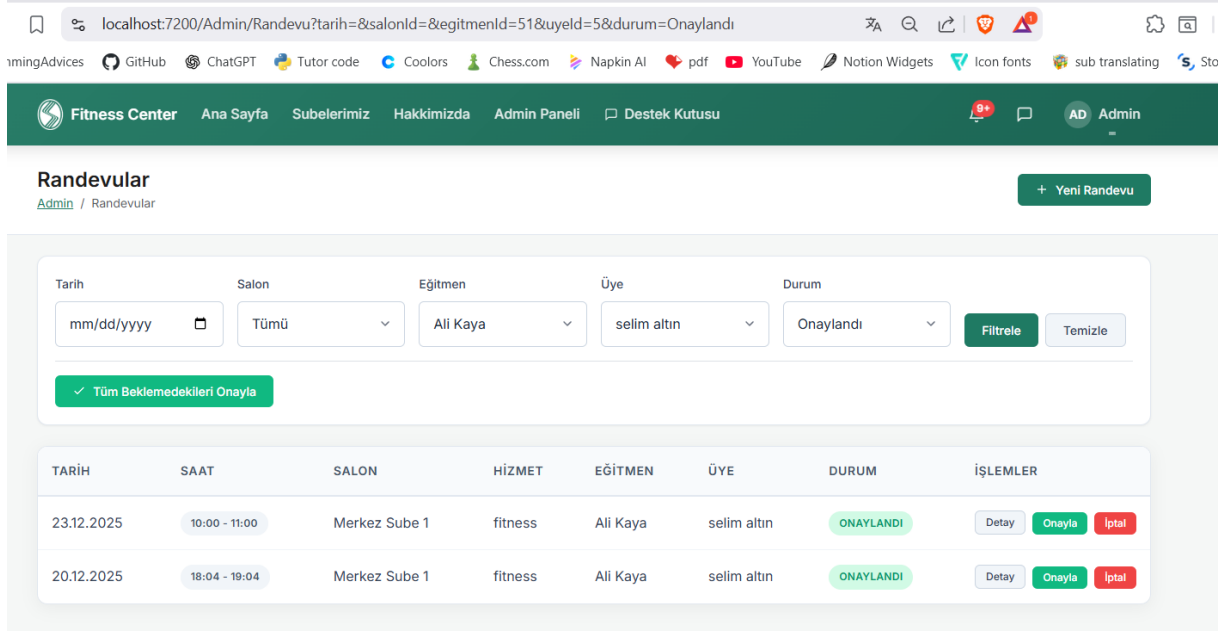 localhost:7200/Admin/Randevu?tarih=&salonId=&egitmenId=51&uyeId=5&durum=Onaylandı
1
mingAdvices GitHub ChatGPT Tutor code Coolors Chess.com Napkin AI pdf YouTube Notion Widgets Icon fonts sub translating Sto
Fitness Center Ana Sayfa Subelerimiz Hakkimizda Admin Paneli Destek Kutusu 9+ AD Admin
Randevular
Admin / Randevular
+ Yeni Randevu
Tarih Salon Eğitmen Üye Durum
mm/dd/yyyy Tümü Ali Kaya selim altın Onaylandı Filtrele Temizle
Tüm Beklemedekileri Onayla
TARİH SAAT SALON HİZMET EĞİTMEN ÜYE DURUM İŞLEMLER
23.12.2025 10:00 - 11:00 Merkez Sube 1 fitness Ali Kaya selim altın ONAYLANDI Detay Onayla İptal
20.12.2025 18:04 - 19:04 Merkez Sube 1 fitness Ali Kaya selim altın ONAYLANDI Detay Onayla İptal